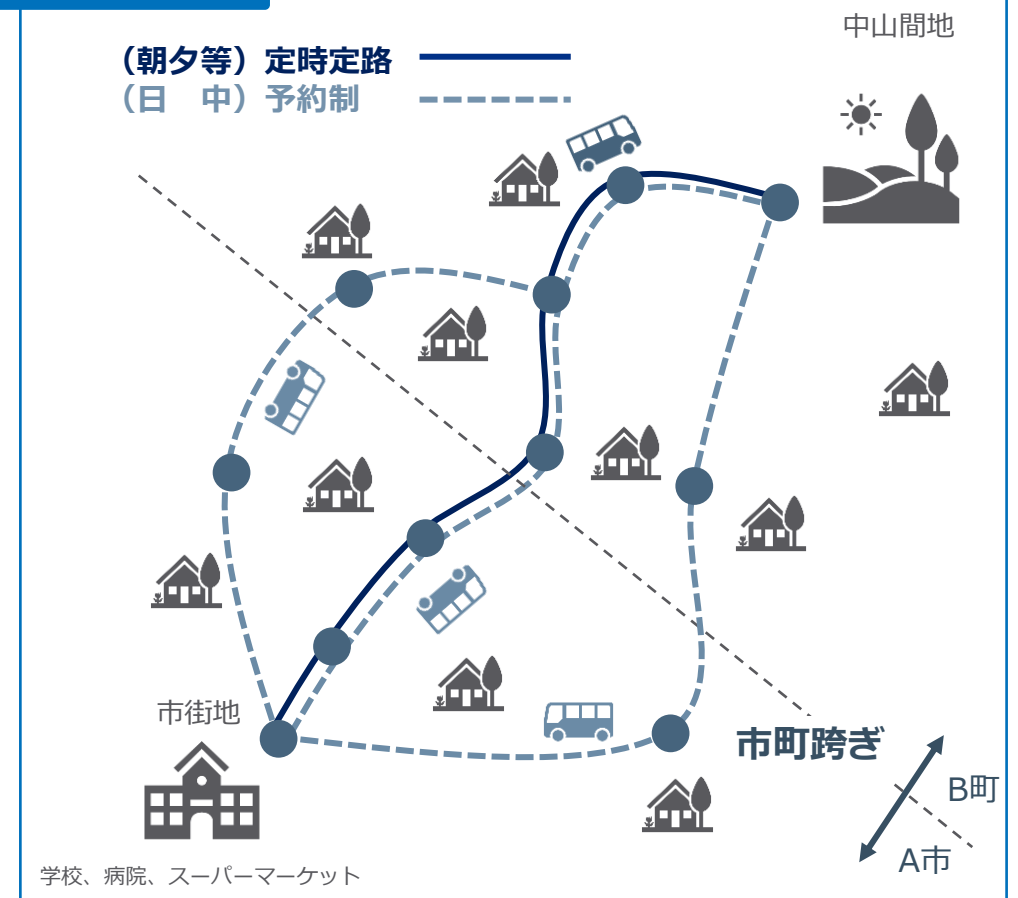 中山間地
（朝夕等）定時定路
（日　中）予約制
市街地
市町跨ぎ
B町
A市
学校、病院、スーパーマーケット